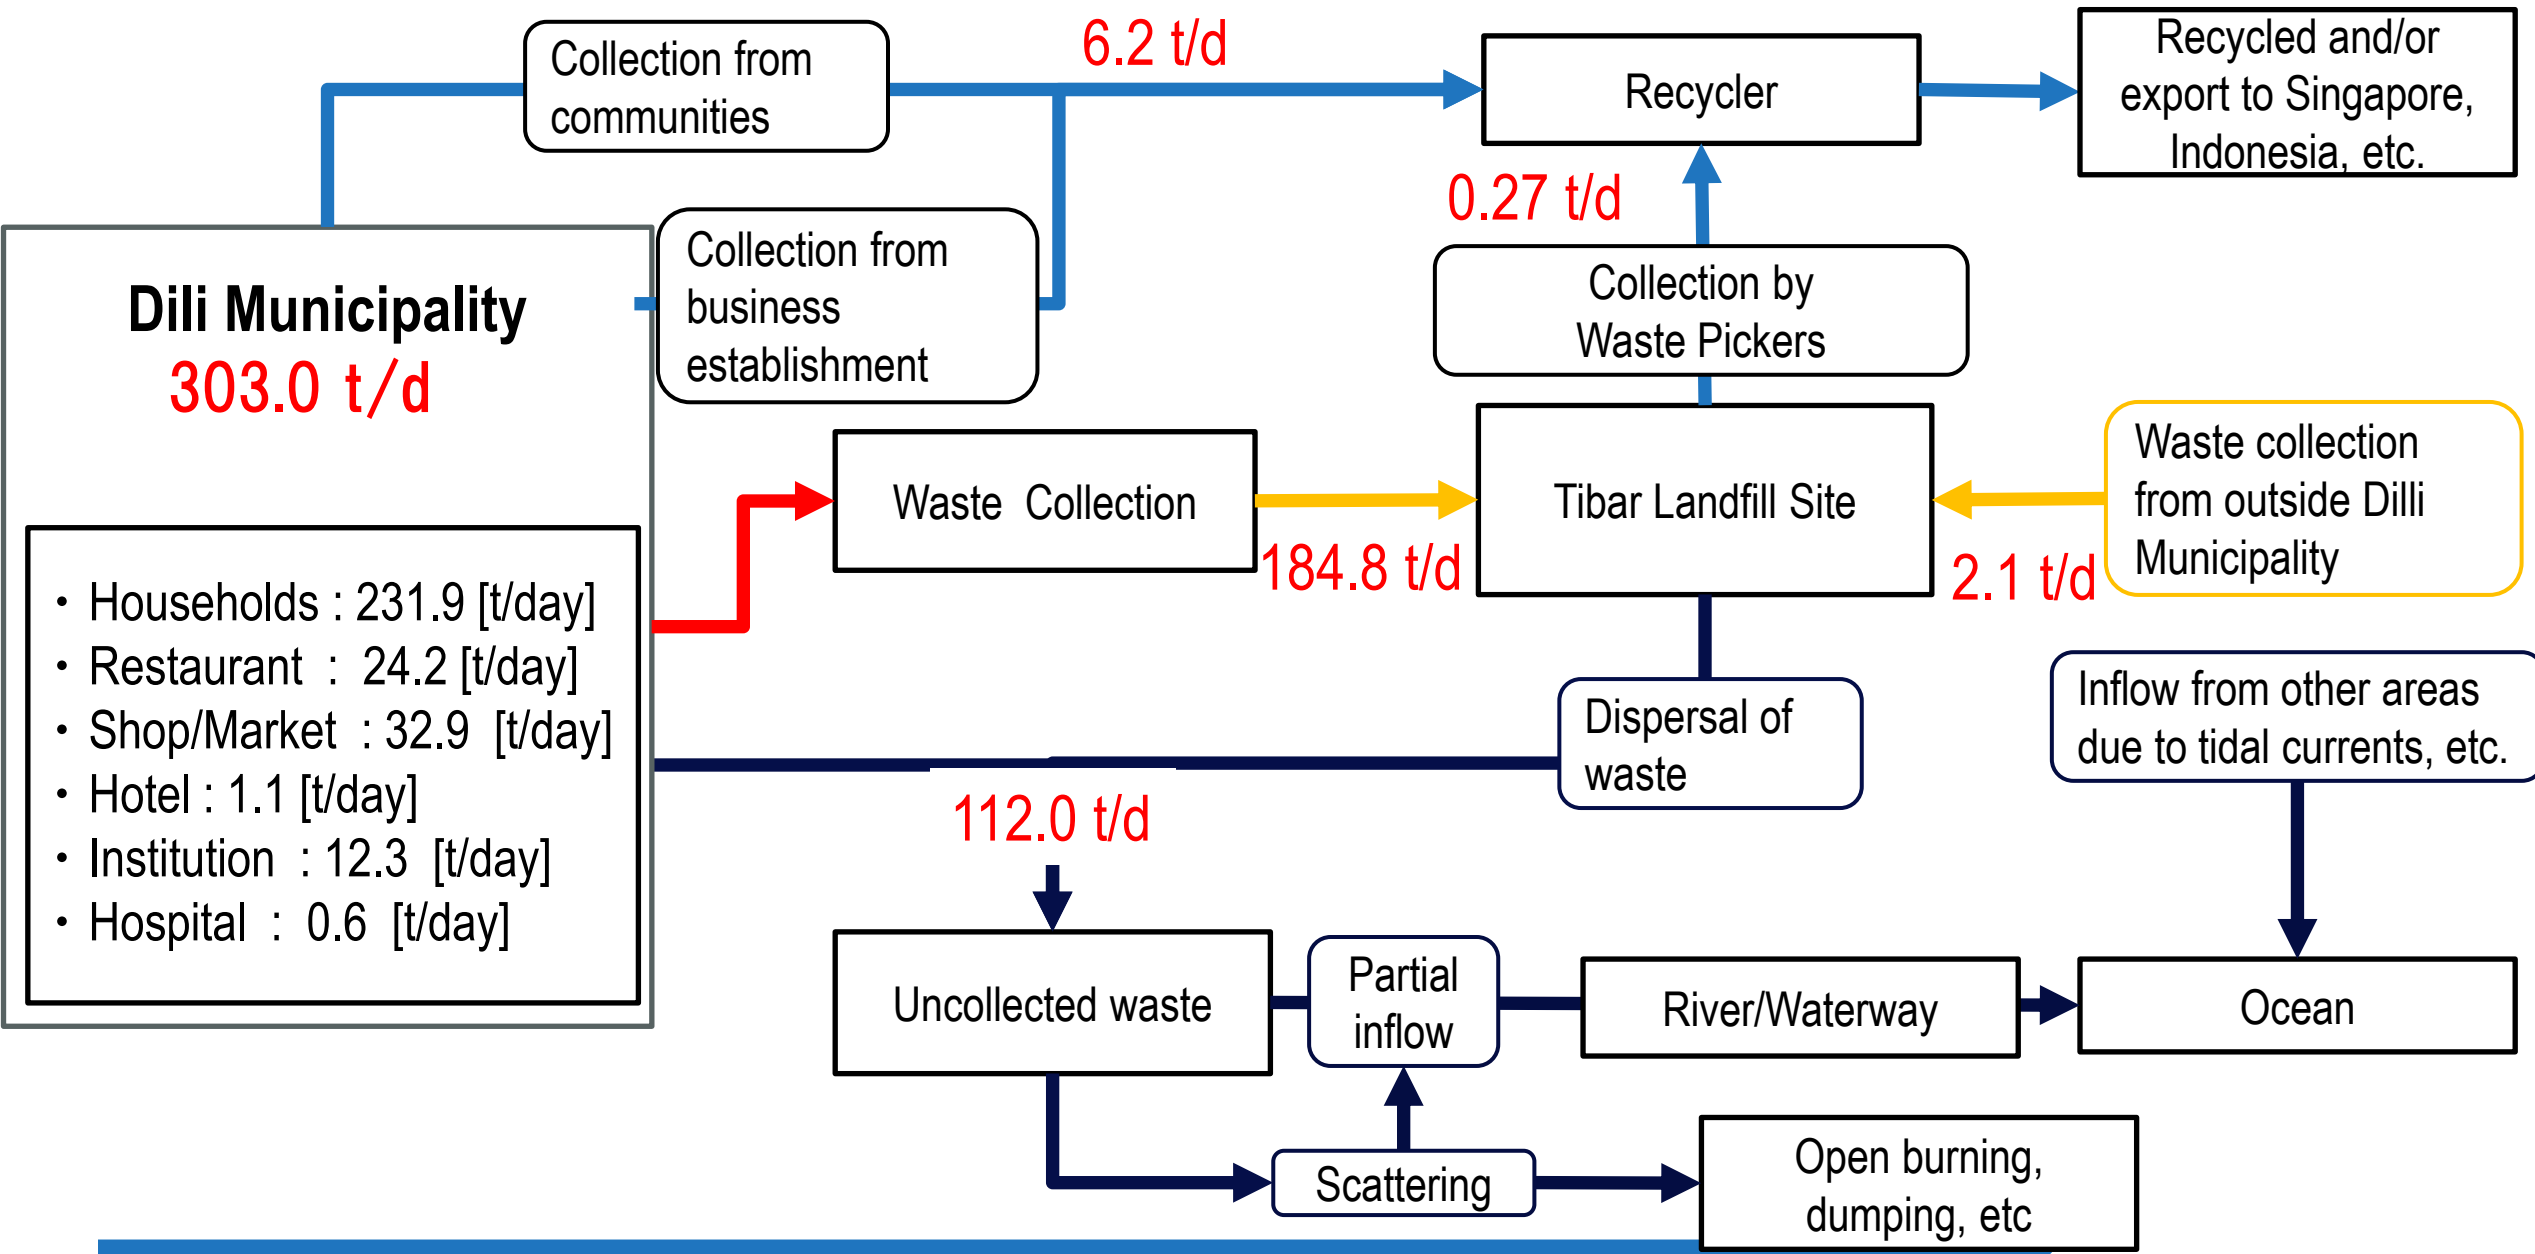 Collection from
communities
6.2 t/d
Recycler
Recycled and/or
export to Singapore,
Indonesia, etc.
0.27 t/d
Collection from
business
establishment
Collection by
Waste Pickers
Dili Municipality
303.0 t/d
Waste  Collection
184.8 t/d
Tibar Landfill Site
2.1 t/d
Waste collection
from outside Dilli
Municipality
・Households : 231.9 [t/day]
・Restaurant  :  24.2 [t/day]
・Shop/Market  : 32.9  [t/day]
・Hotel : 1.1 [t/day]
・Institution  : 12.3  [t/day]
・Hospital  :  0.6  [t/day]
Dispersal of
waste
Inflow from other areas
due to tidal currents, etc.
112.0 t/d
Uncollected waste
Partial
inflow
River/Waterway
Ocean
Scattering
Open burning,
dumping, etc